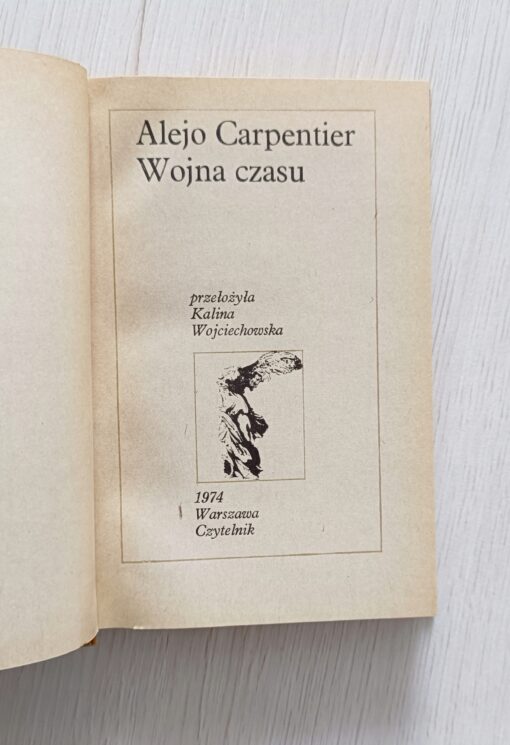 Alejo Carpentier
Wojna czasu
przełożyła
Kalina
Wojciechowska
1974
Warszawa
Czytelnik